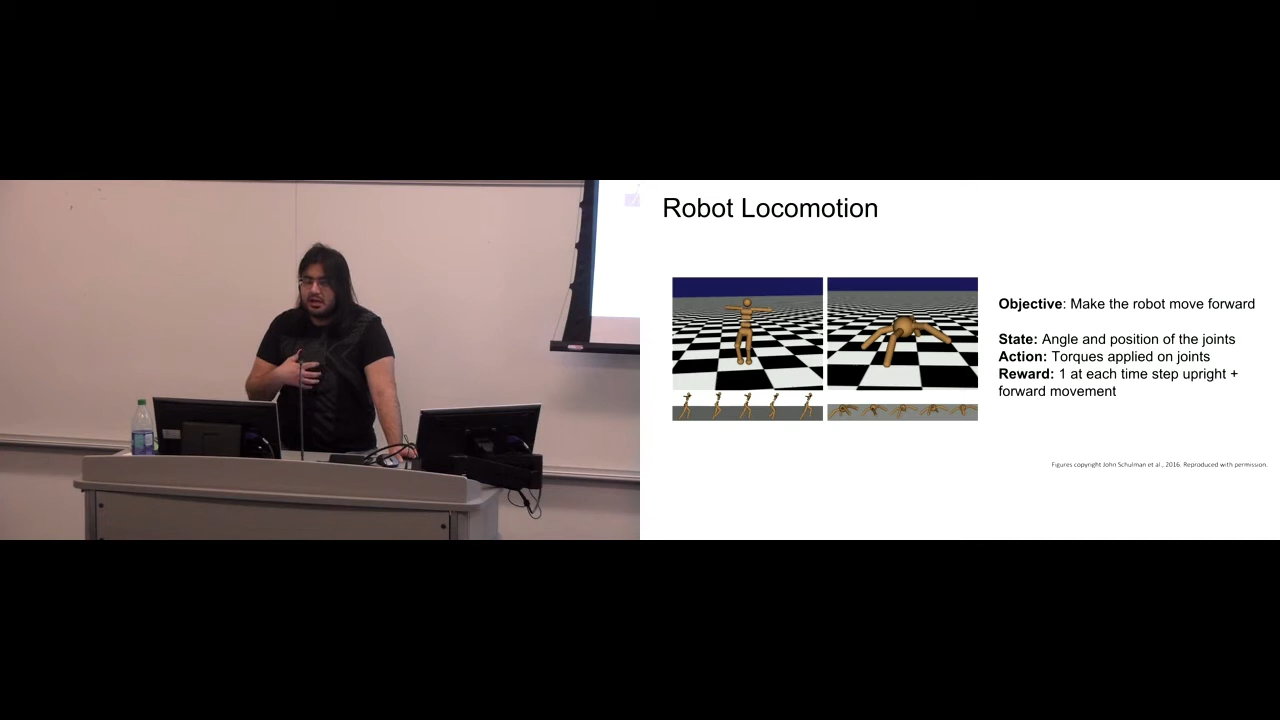 Robot Locomotion
Objective: Make the robot move forward
State: Angle and position of the joints
Action: Torques applied on joints
Reward: 1 at each time step upright +
forward movement
Figures copyright John Schulman et al., 2016. Reproduced with permission.